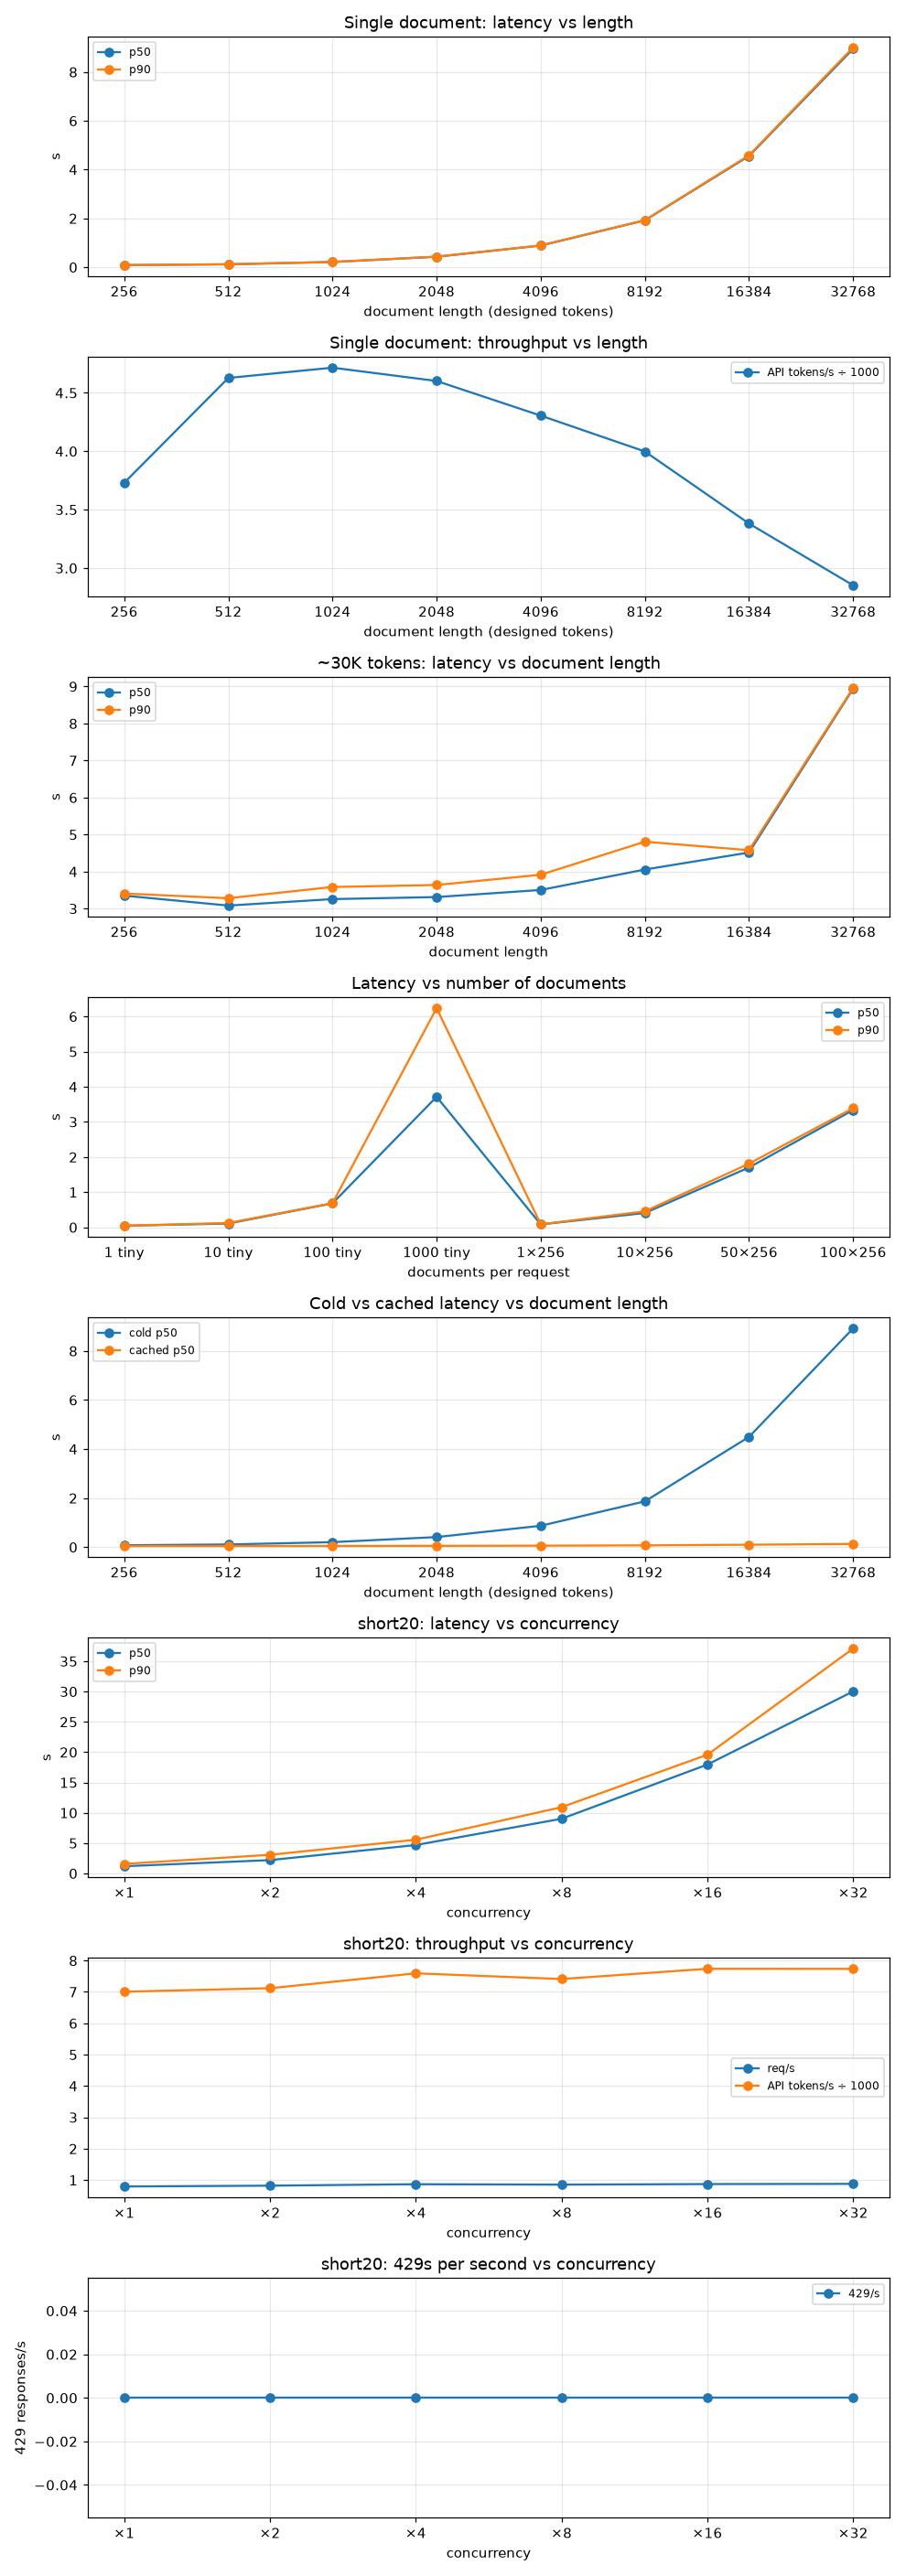 Single document: latency vs length
p50
p90
8
6
4
2
0
s
256 512 1024 2048 4096 8192 16384 32768
document length (designed tokens)
Single document: throughput vs length
API tokens/s ÷ 1000
4.5
4.0
3.5
3.0
256 512 1024 2048 4096 8192 16384 32768
document length (designed tokens)
~30K tokens: latency vs document length
p50
p90
9
8
7
6
5
4
3
s
256 512 1024 2048 4096 8192 16384 32768
document length
Latency vs number of documents
p50
p90
6
5
4
3
2
1
0
s
1 tiny 10 tiny 100 tiny 1000 tiny 1×256 10×256 50×256 100×256
documents per request
Cold vs cached latency vs document length
cold p50
cached p50
8
6
4
2
0
s
256 512 1024 2048 4096 8192 16384 32768
document length (designed tokens)
short20: latency vs concurrency
p50
p90
35
30
25
20
15
10
5
0
s
×1 ×2 ×4 ×8 ×16 ×32
concurrency
short20: throughput vs concurrency
8
7
6
5
4
3
2
1
req/s
API tokens/s ÷ 1000
×1 ×2 ×4 ×8 ×16 ×32
concurrency
short20: 429s per second vs concurrency
429/s
0.04
0.02
0.00
−0.02
−0.04
429 responses/s
×1 ×2 ×4 ×8 ×16 ×32
concurrency